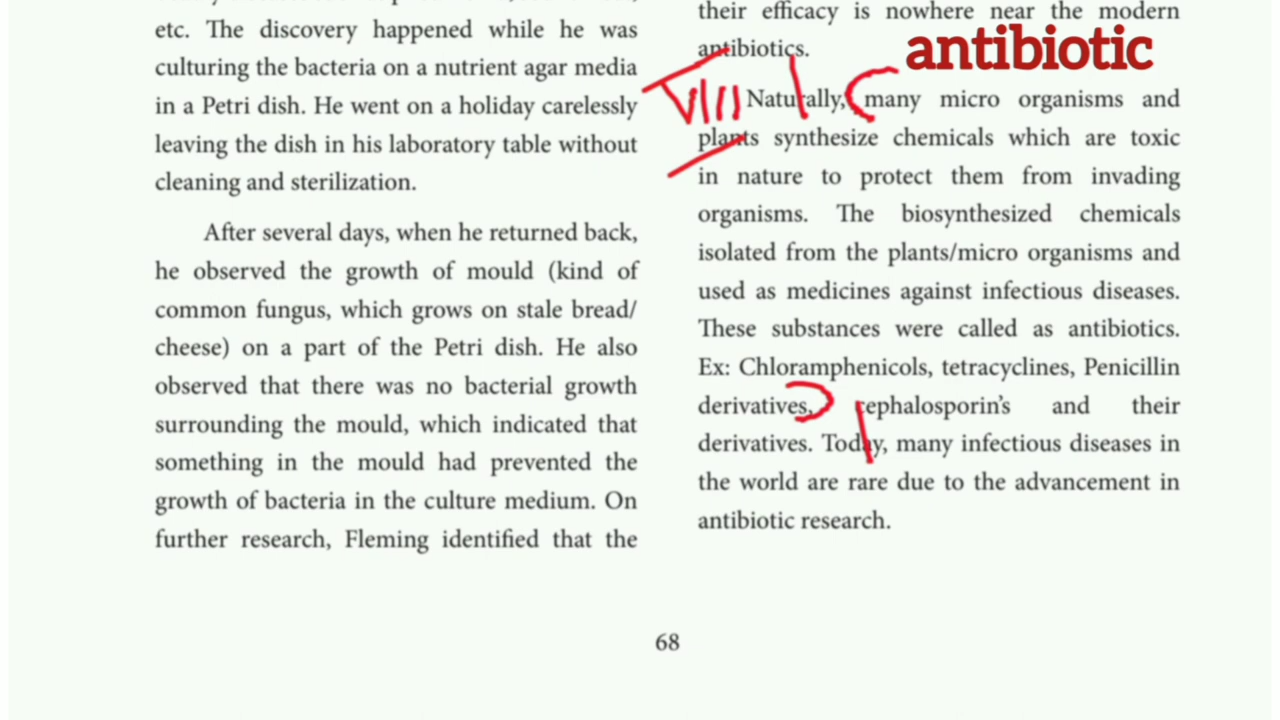 etc. The discovery happened while he was
culturing the bacteria on a nutrient agar media
in a Petri dish. He went on a holiday carelessly
leaving the dish in his laboratory table without
cleaning and sterilization.
After several days, when he returned back,
he observed the growth of mould (kind of
common fungus, which grows on stale bread/
cheese) on a part of the Petri dish. He also
observed that there was no bacterial growth
surrounding the mould, which indicated that
something in the mould had prevented the
growth of bacteria in the culture medium. On
further research, Fleming identified that the
their efficacy is nowhere near the modern
antibiotics.
antibiotic
VIII Naturally, many micro organisms and
plants synthesize chemicals which are toxic
in nature to protect them from invading
organisms. The biosynthesized chemicals
isolated from the plants/micro organisms and
used as medicines against infectious diseases.
These substances were called as antibiotics.
Ex: Chloramphenicols, tetracyclines, Penicillin
derivatives, cephalosporin's and their
derivatives. Today, many infectious diseases in
the world are rare due to the advancement in
antibiotic research.
68